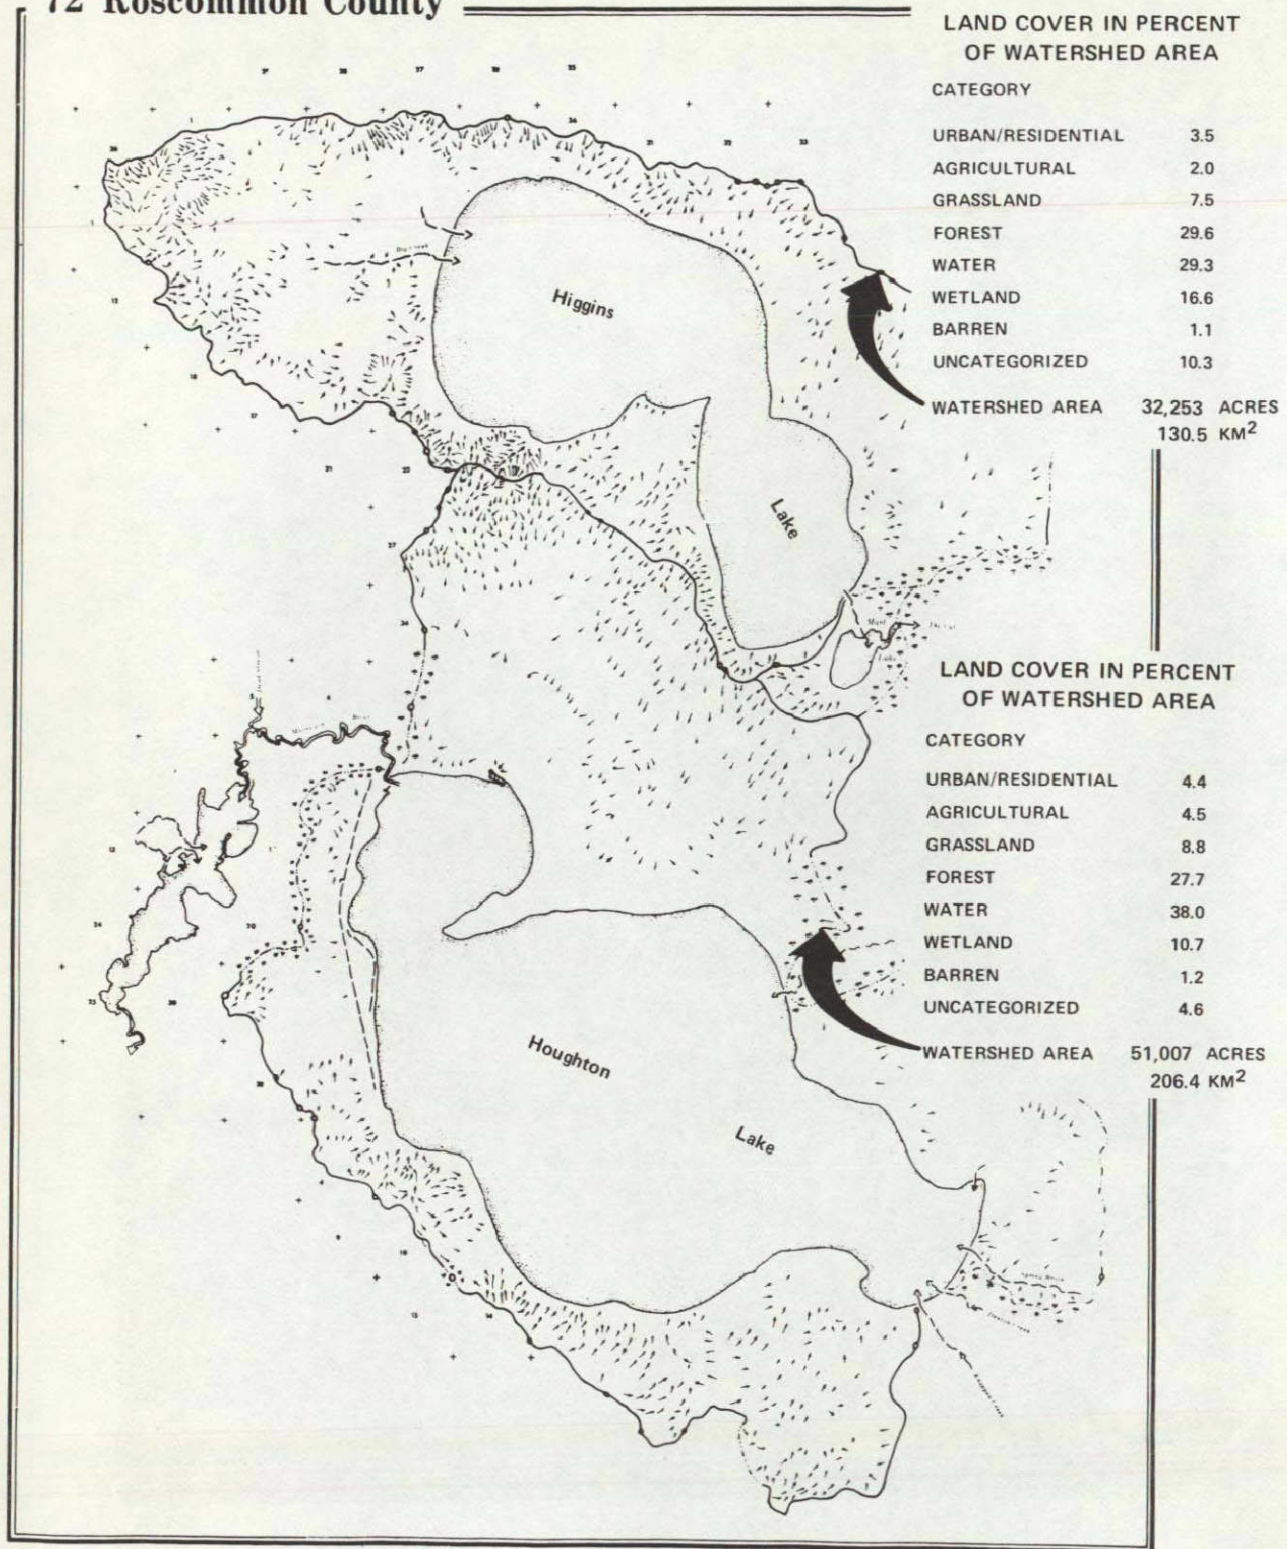 72 Roscommon County
LAND COVER IN PERCENT
OF WATERSHED AREA
CATEGORY
URBAN/RESIDENTIAL 3.5
AGRICULTURAL 2.0
GRASSLAND 7.5
FOREST 29.6
WATER 29.3
WETLAND 16.6
BARREN 1.1
UNCATEGORIZED 10.3
WATERSHED AREA 32,253 ACRES
130.5 KM²
Higgins
Lake
LAND COVER IN PERCENT
OF WATERSHED AREA
CATEGORY
URBAN/RESIDENTIAL 4.4
AGRICULTURAL 4.5
GRASSLAND 8.8
FOREST 27.7
WATER 38.0
WETLAND 10.7
BARREN 1.2
UNCATEGORIZED 4.6
WATERSHED AREA 51,007 ACRES
206.4 KM²
Houghton
Lake